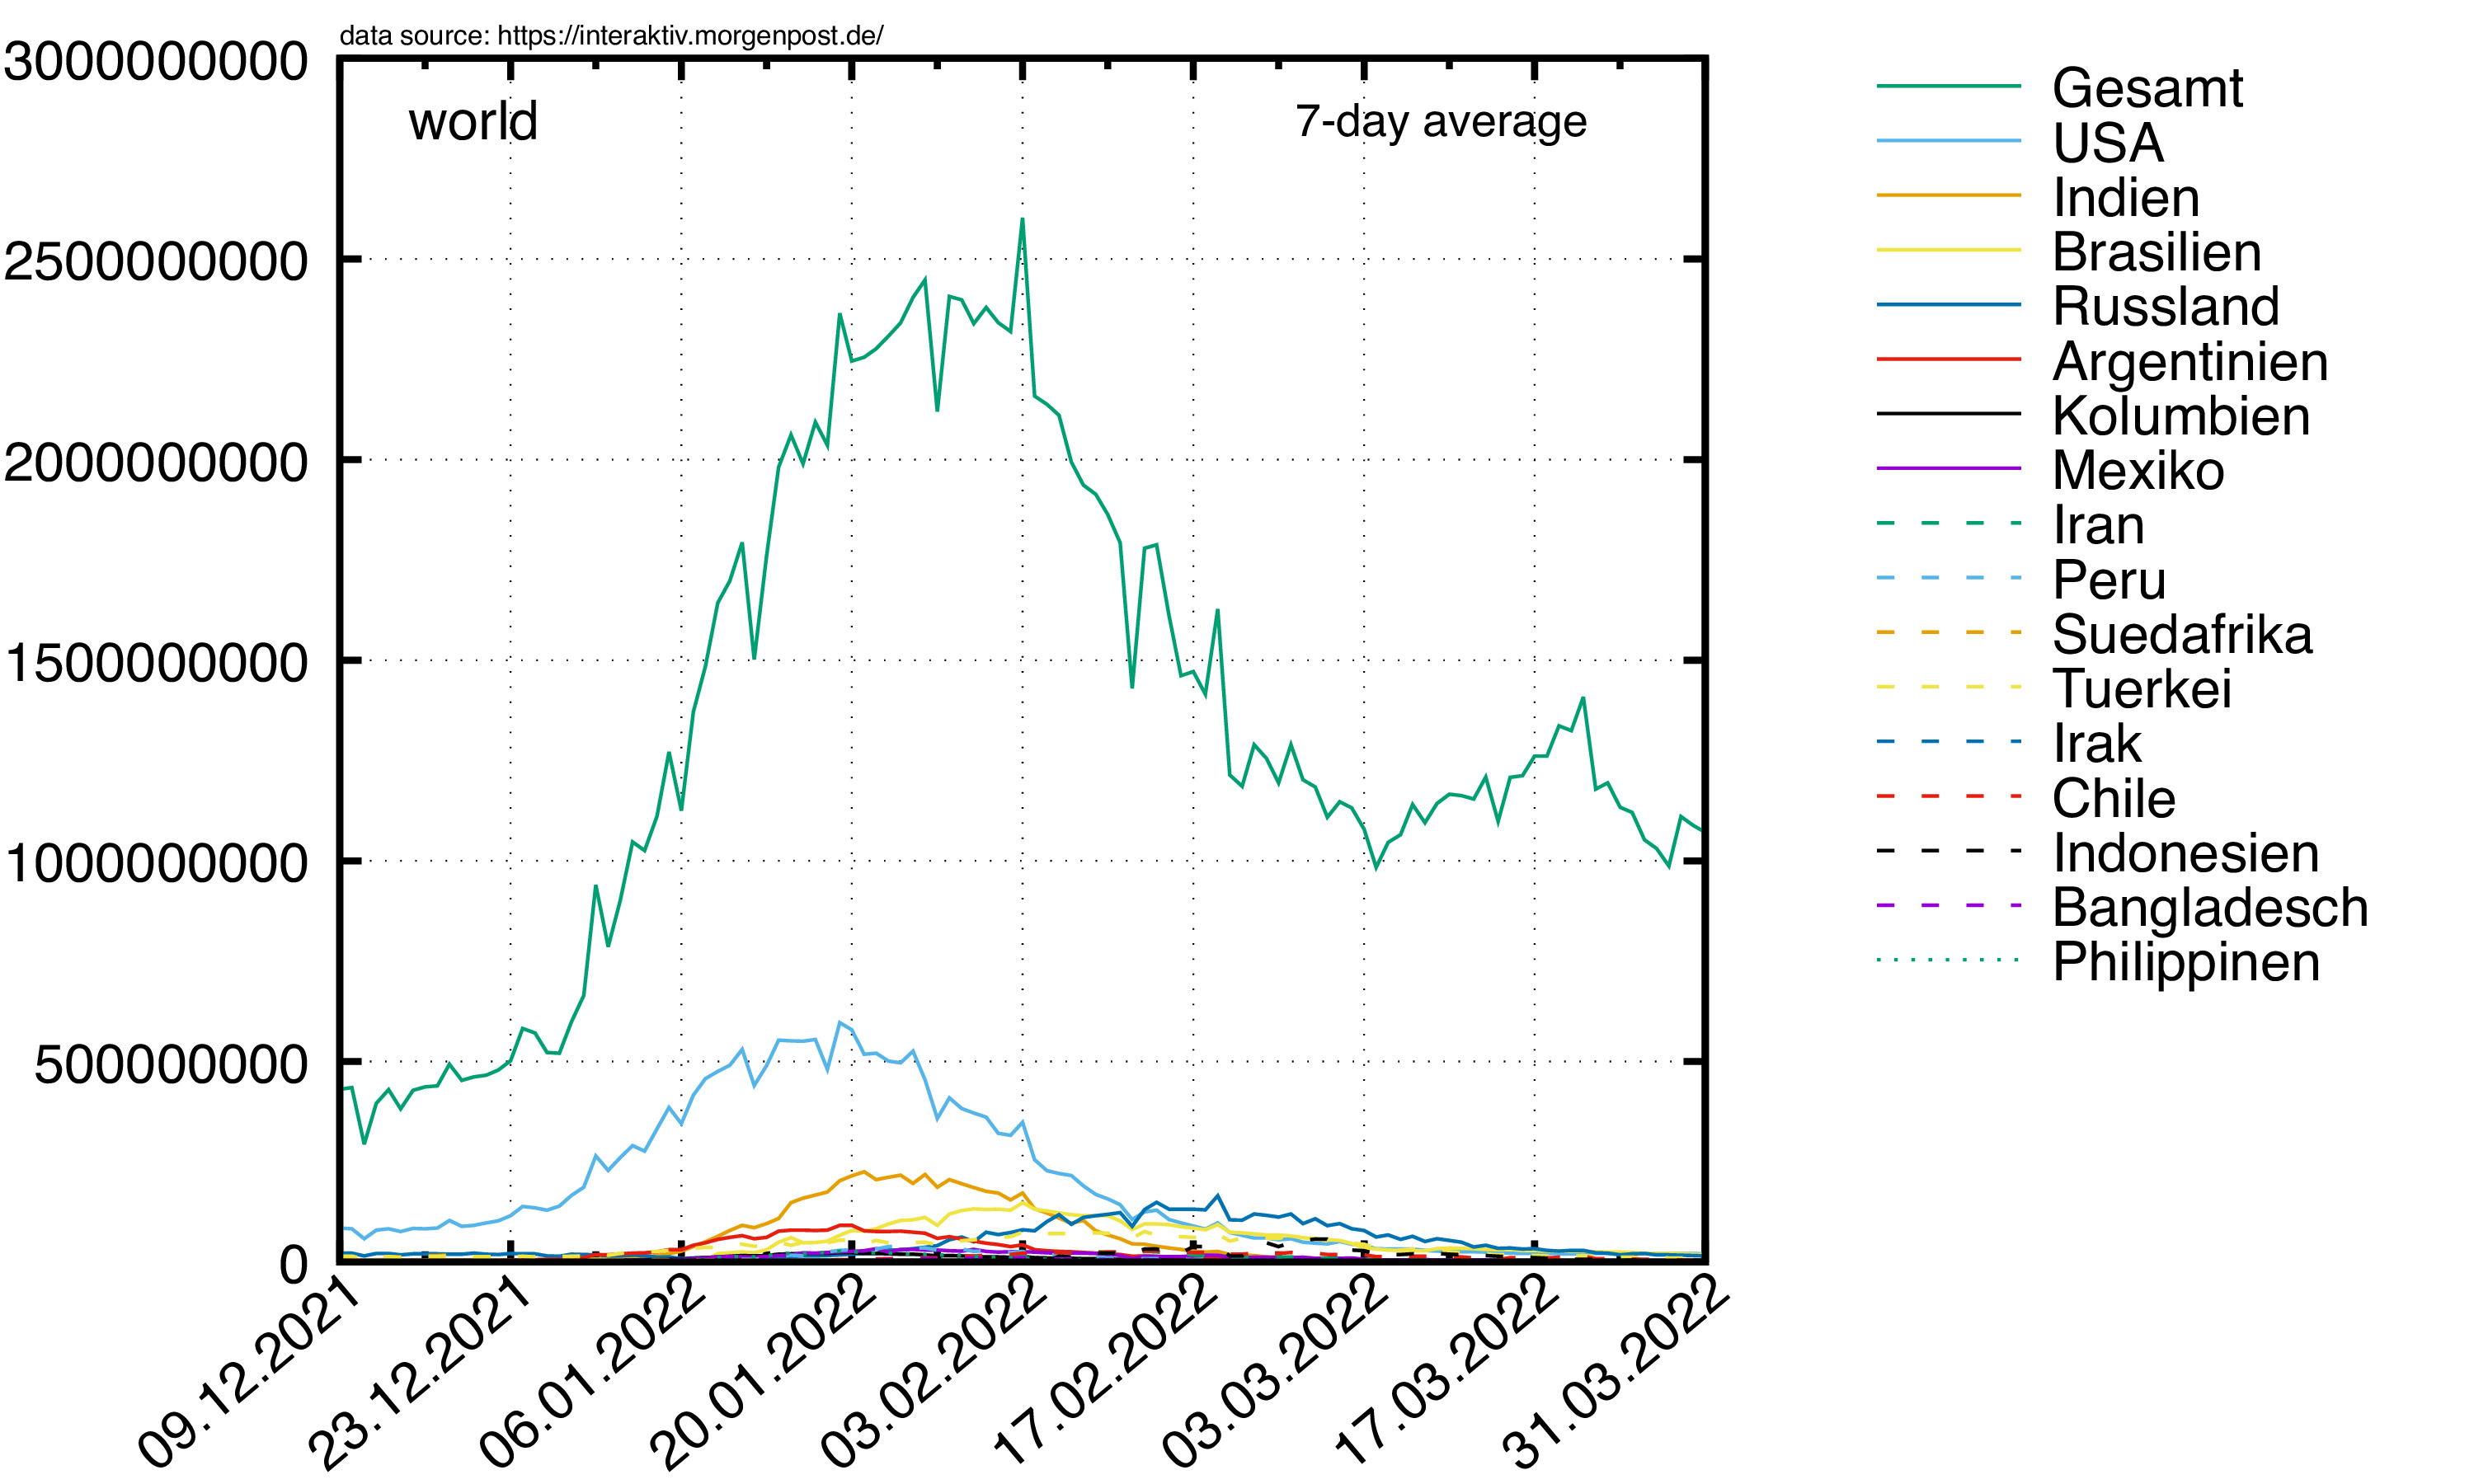 data source: https://interaktiv.morgenpost.de/
world
7-day average
3000000000
2500000000
2000000000
1500000000
1000000000
500000000
0
09.12.2021
23.12.2021
06.01.2022
20.01.2022
03.02.2022
17.02.2022
03.03.2022
17.03.2022
31.03.2022
Gesamt
USA
Indien
Brasilien
Russland
Argentinien
Kolumbien
Mexiko
Iran
Peru
Suedafrika
Tuerkei
Irak
Chile
Indonesien
Bangladesch
Philippinen